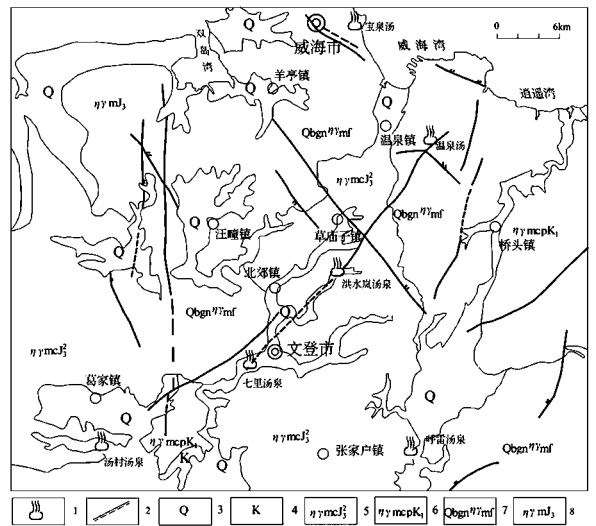 Q
双岛湾
威海市
宝泉汤
威海湾
0 6km
Q
羊亭镇
Q
逍遥湾
ηγmJ₃
Q
Qbgnηγmf
温泉镇
温泉汤
ηγmcJ₃²
Q
汪疃镇
草庙子镇
Qbgnηγmf
ηγmcpK₁
桥头镇
Q
北郊镇
洪水岚汤泉
Qbgnηγmf
Q
文登市
ηγmcJ₃²
七里汤泉
葛家镇
Q
Q
ηγmcpK₁
ηγmcJ₃²
张家户镇
呼雷汤泉
Qbgnηγmf
汤村汤泉
K
Q
1 2 Q 3 K 4 ηγmcJ₃² 5 ηγmcpK₁ 6 Qbgnηγmf 7 ηγmJ₃ 8